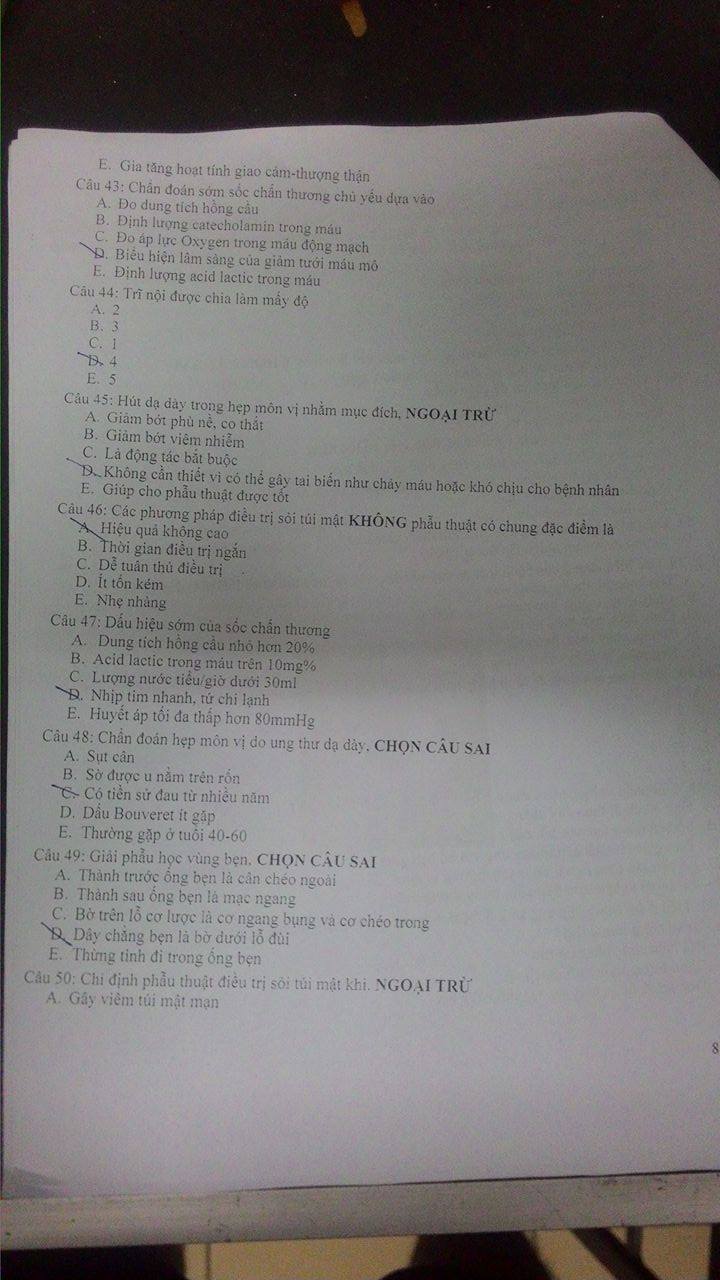 E. Gia tăng hoạt tính giao cảm-thượng thận
Câu 43: Chẩn đoán sớm sốc chấn thương chủ yếu dựa vào
A. Đo dung tích hồng cầu
B. Định lượng catecholamin trong máu
C. Đo áp lực Oxygen trong máu động mạch
D. Biểu hiện lâm sàng của giảm tưới máu mô
E. Định lượng acid lactic trong máu
Câu 44: Trĩ nội được chia làm mấy độ
A. 2
B. 3
C. 1
D. 4
E. 5
Câu 45: Hút dạ dày trong hẹp môn vị nhằm mục đích, NGOẠI TRỪ
A. Giảm bớt phù nề, co thắt
B. Giảm bớt viêm nhiễm
C. Là động tác bắt buộc
D. Không cần thiết vì có thể gây tai biến như chảy máu hoặc khó chịu cho bệnh nhân
E. Giúp cho phẫu thuật được tốt
Câu 46: Các phương pháp điều trị sỏi túi mật KHÔNG phẫu thuật có chung đặc điểm là
A. Hiệu quả không cao
B. Thời gian điều trị ngắn
C. Dễ tuân thủ điều trị
D. Ít tốn kém
E. Nhẹ nhàng
Câu 47: Dấu hiệu sớm của sốc chấn thương
A. Dung tích hồng cầu nhỏ hơn 20%
B. Acid lactic trong máu trên 10mg%
C. Lượng nước tiểu/giờ dưới 30ml
D. Nhịp tim nhanh, tứ chi lạnh
E. Huyết áp tối đa thấp hơn 80mmHg
Câu 48: Chẩn đoán hẹp môn vị do ung thư dạ dày, CHỌN CÂU SAI
A. Sụt cân
B. Sờ được u nằm trên rốn
C. Có tiền sử đau từ nhiều năm
D. Dấu Bouveret ít gặp
E. Thường gặp ở tuổi 40-60
Câu 49: Giải phẫu học vùng bẹn, CHỌN CÂU SAI
A. Thành trước ống bẹn là cân chéo ngoài
B. Thành sau ống bẹn là mạc ngang
C. Bờ trên lỗ cơ lược là cơ ngang bụng và cơ chéo trong
D. Dây chằng bẹn là bờ dưới lỗ đùi
E. Thừng tinh đi trong ống bẹn
Câu 50: Chỉ định phẫu thuật điều trị sỏi túi mật khi, NGOẠI TRỪ
A. Gây viêm túi mật mạn
8